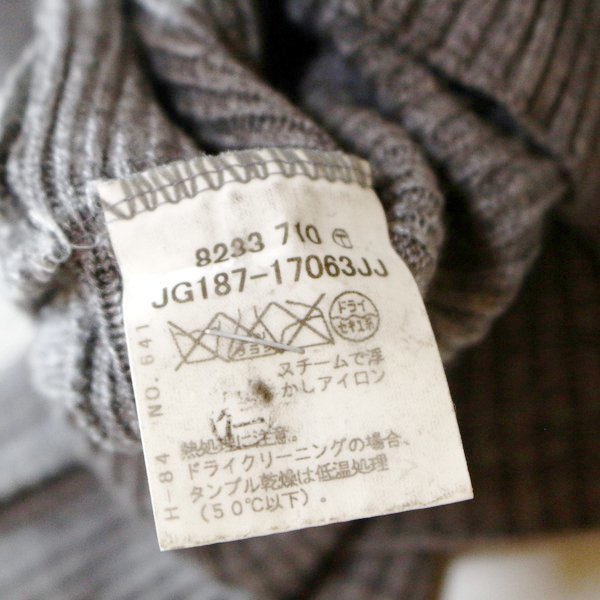 8233 710 ㋢
JG187-17063JJ
ドライ
セキユ系
スチームで浮
かしアイロン
熱処理に注意。
ドライクリーニングの場合、
タンブル乾燥は低温処理
(50℃以下)。
H-84 NO. 641